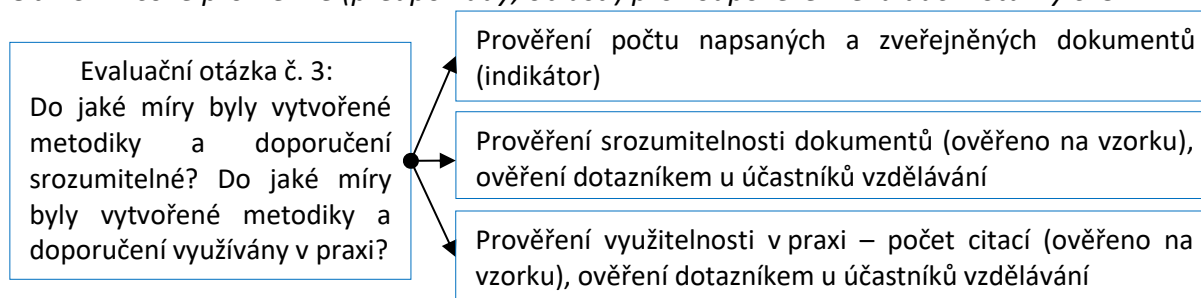 Evaluační otázka č. 3:
Do jaké míry byly vytvořené
metodiky a doporučení
srozumitelné? Do jaké míry
byly vytvořené metodiky a
doporučení využívány v praxi?
Prověření počtu napsaných a zveřejněných dokumentů
(indikátor)
Prověření srozumitelnosti dokumentů (ověřeno na vzorku),
ověření dotazníkem u účastníků vzdělávání
Prověření využitelnosti v praxi – počet citací (ověřeno na
vzorku), ověření dotazníkem u účastníků vzdělávání